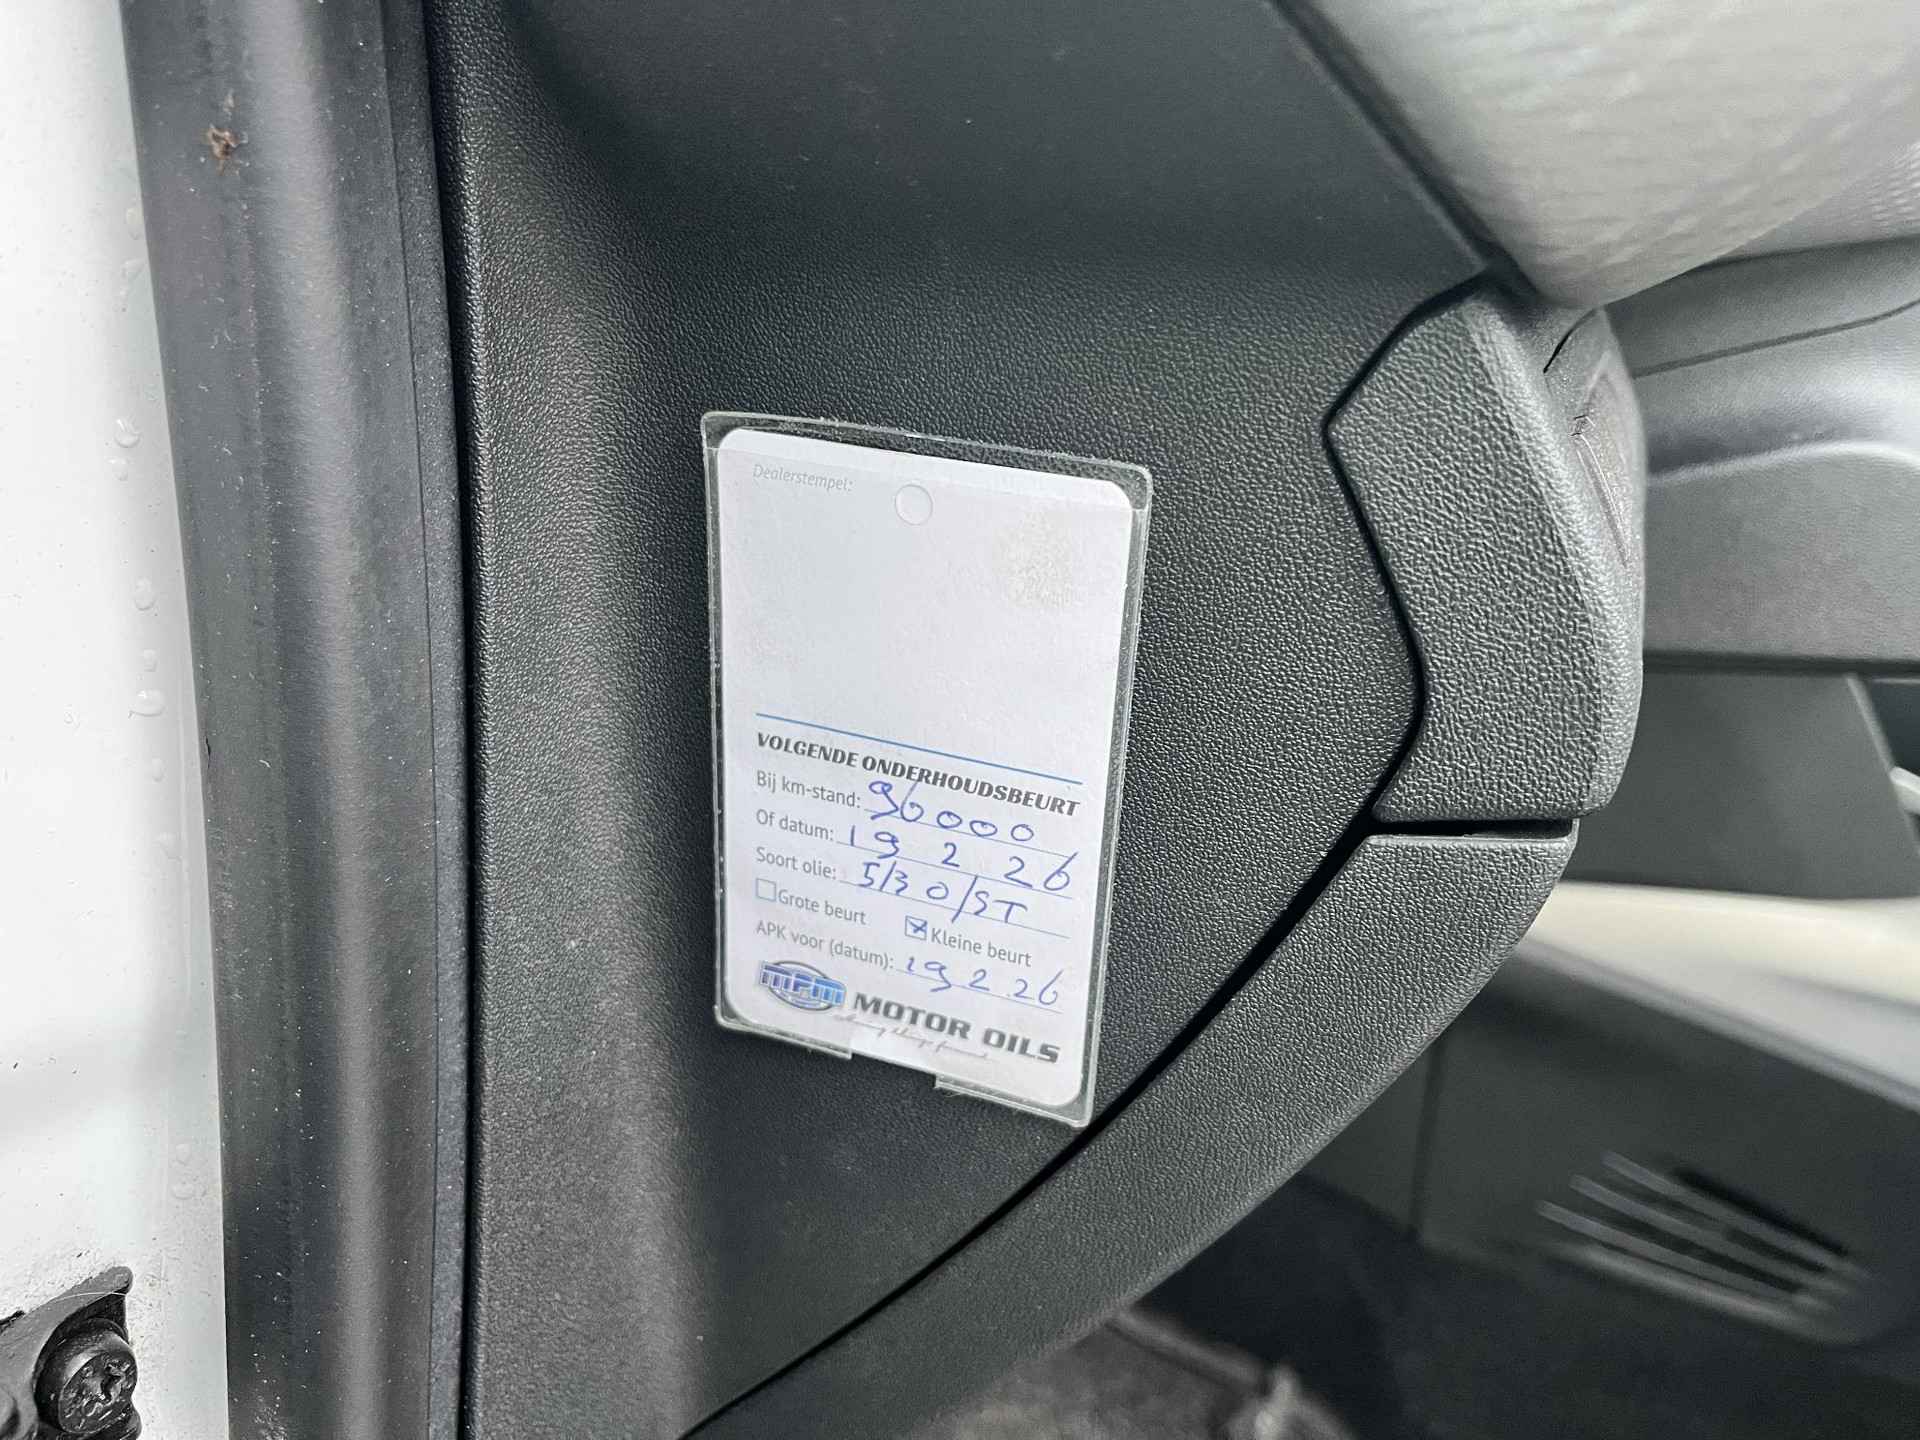 Dealerstempel:
VOLGENDE ONDERHOUDSBEURT
Bij km-stand: 96000
Of datum: 19 2 26
Soort olie: 5/30/ST
Grote beurt Kleine beurt
APK voor (datum): 19 2.26
MPM MOTOR OILS